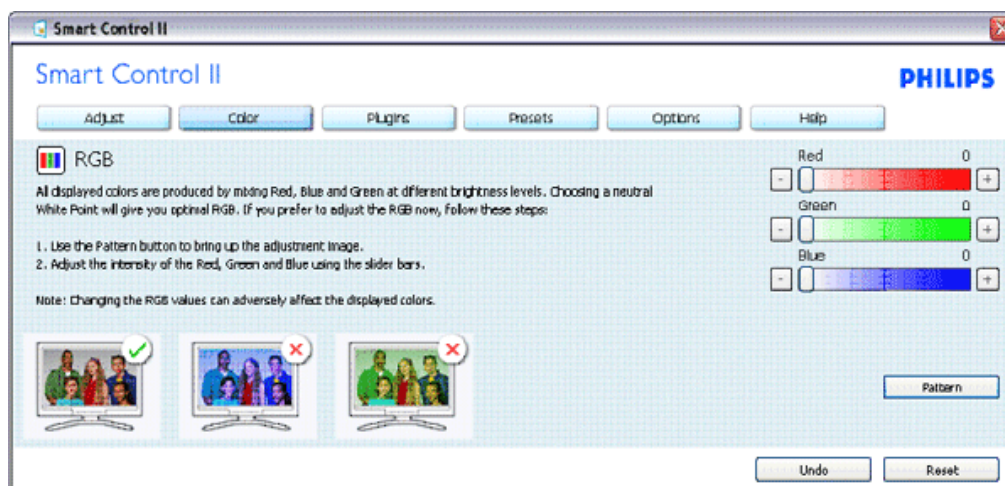 Smart Control II
Smart Control II
PHILIPS
Adjust Color Plugins Presets Options Help
RGB
All displayed colors are produced by mixing Red, Blue and Green at different brightness levels. Choosing a neutral
White Point will give you optimal RGB. If you prefer to adjust the RGB now, follow these steps:
1. Use the Pattern button to bring up the adjustment image.
2. Adjust the intensity of the Red, Green and Blue using the slider bars.
Note: Changing the RGB values can adversely affect the displayed colors.
Red 0
- +
Green 0
- +
Blue 0
- +
Pattern
Undo Reset